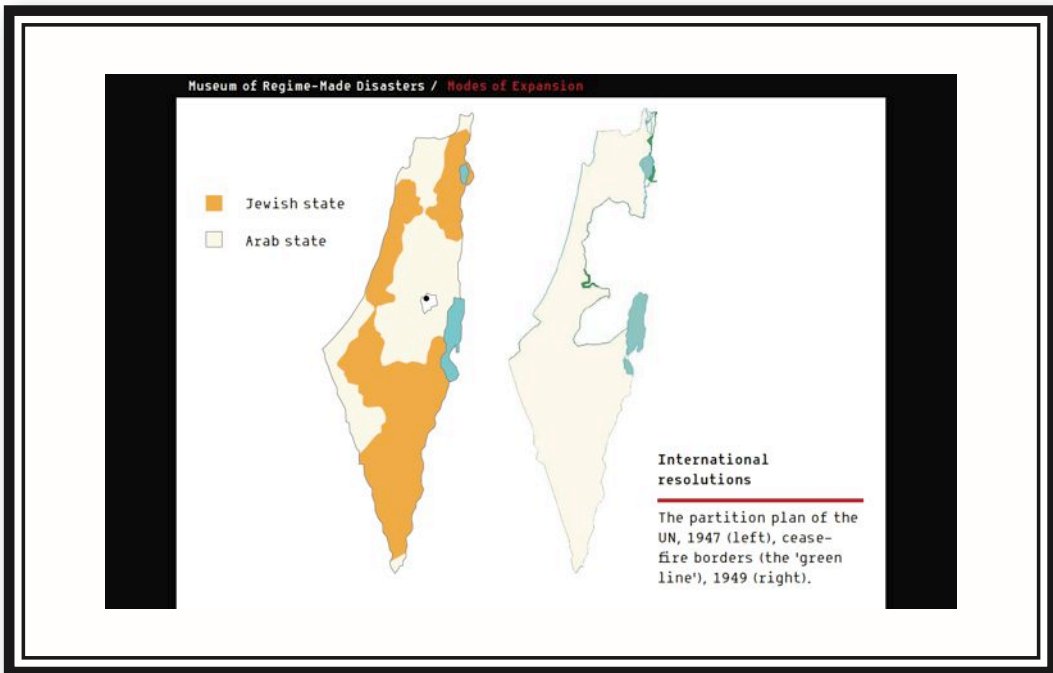 Museum of Regime-Made Disasters / Modes of Expansion
Jewish state
Arab state
International
resolutions
The partition plan of the
UN, 1947 (left), cease-
fire borders (the 'green
line'), 1949 (right).